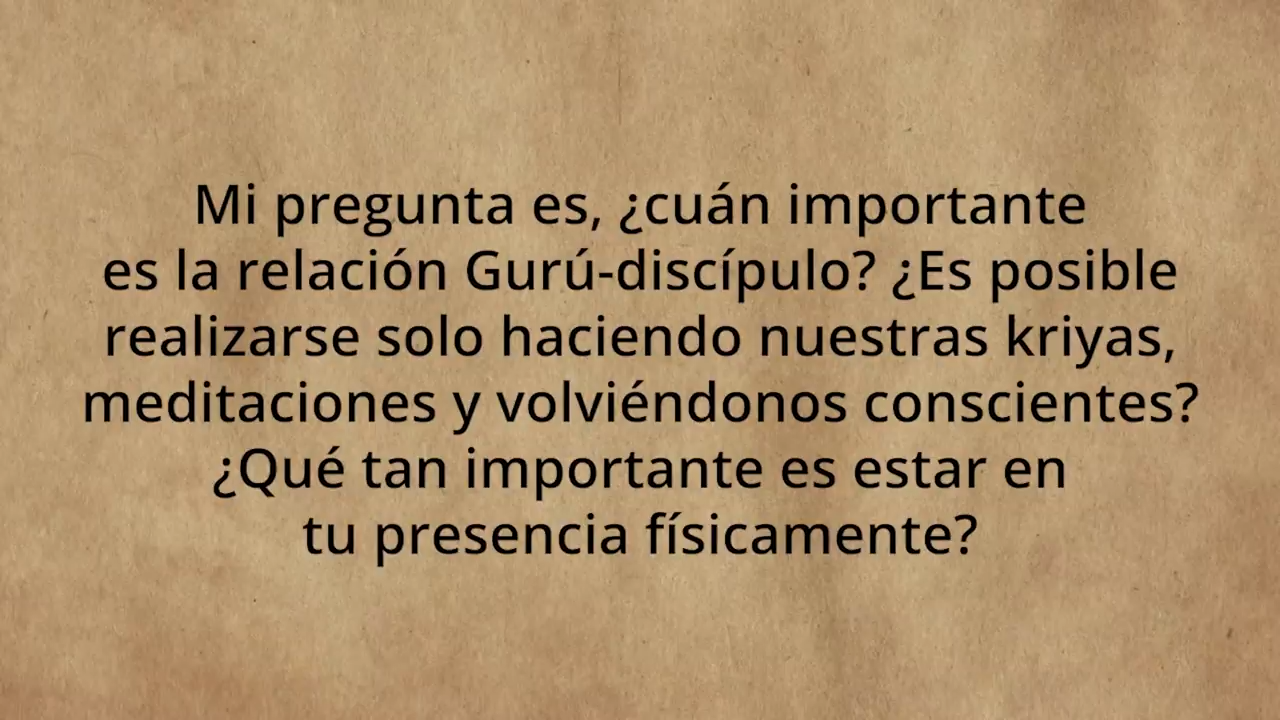 Mi pregunta es, ¿cuán importante
es la relación Gurú-discípulo? ¿Es posible
realizarse solo haciendo nuestras kriyas,
meditaciones y volviéndonos conscientes?
¿Qué tan importante es estar en
tu presencia físicamente?